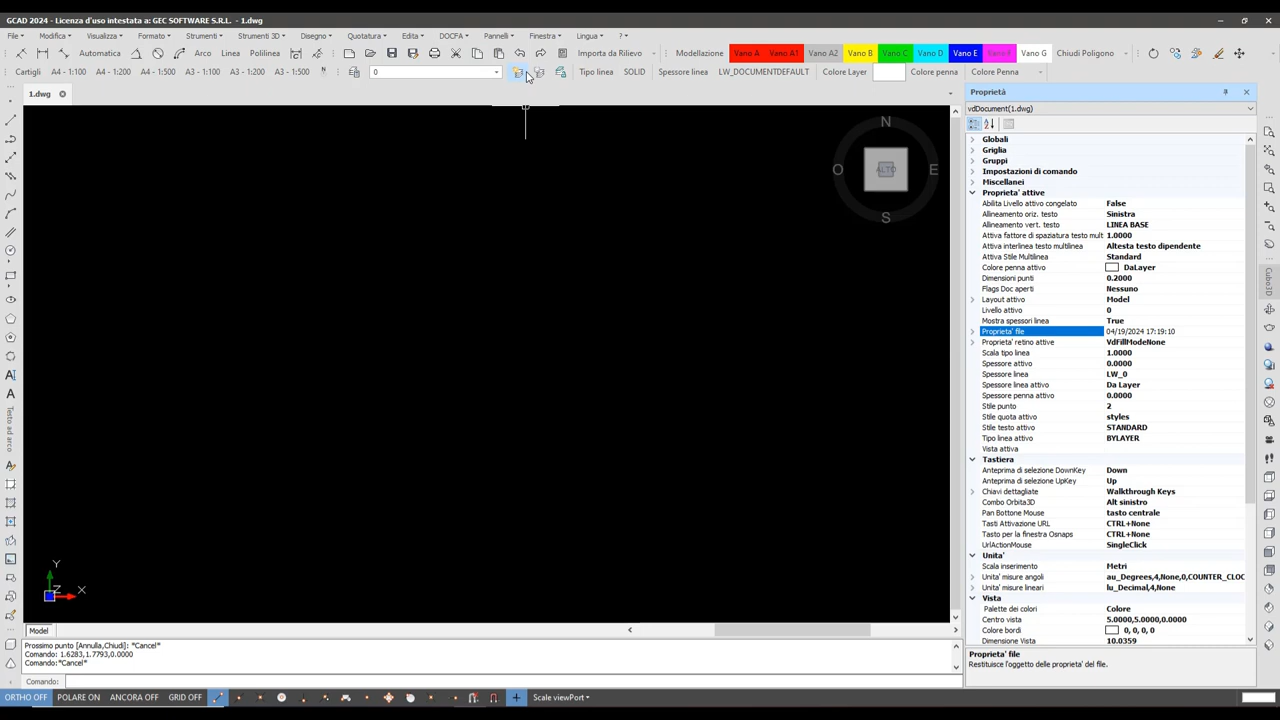 GCAD 2024 - Licenza d'uso intestata a: GEC SOFTWARE S.R.L. - 1.dwg
File Modifica Visualizza Formato Strumenti Strumenti 3D Disegno Quotatura Edita DOCFA Pannelli Finestra Lingua ?
Automatica Arco Linea Polilinea Importa da Rilievo Modellazione Vano A Vano A1 Vano A2 Vano B Vano C Vano D Vano E Vano G Chiudi Poligono
Cartigli A4 - 1:100 A4 - 1:200 A4 - 1:500 A3 - 1:100 A3 - 1:200 A3 - 1:500 0 Tipo linea SOLID Spessore linea LW_DOCUMENTDEFAULT Colore Layer Colore penna Colore Penna
1.dwg
Proprietà
vdDocument(1.dwg)
N
O ALTO E
S
Globali
Griglia
Gruppi
Impostazioni di comando
Miscellanei
Proprieta' attive
Abilita Livello attivo congelato False
Allineamento oriz. testo Sinistra
Allineamento vert. testo LINEA BASE
Attiva fattore di spaziatura testo mult 1.0000
Attiva interlinea testo multilinea Altesta testo dipendente
Attiva Stile Multilinea Standard
Colore penna attivo DaLayer
Dimensioni punti 0.2000
Flags Doc aperti Nessuno
Layout attivo Model
Livello attivo 0
Mostra spessori linea True
Proprieta' file 04/19/2024 17:19:10
Proprieta' retino attive VdFillModeNone
Scala tipo linea 1.0000
Spessore attivo 0.0000
Spessore linea LW_0
Spessore linea attivo Da Layer
Spessore penna attivo 0.0000
Stile punto 2
Stile quota attivo styles
Stile testo attivo STANDARD
Tipo linea attivo BYLAYER
Vista attiva
Tastiera
Anteprima di selezione DownKey Down
Anteprima di selezione UpKey Up
Chiavi dettagliate Walkthrough Keys
Combo Orbita3D Alt sinistro
Pan Bottone Mouse tasto centrale
Tasti Attivazione URL CTRL+None
Tasto per la finestra Osnaps CTRL+None
UrlActionMouse SingleClick
Unita'
Scala inserimento Metri
Unita' misure angoli au_Degrees,4,None,0,COUNTER_CLOC
Unita' misure lineari lu_Decimal,4,None
Vista
Palette dei colori Colore
Centro vista 5.0000,5.0000,0.0000
Colore bordi 0, 0, 0, 0
Dimensione Vista 10.0359
Proprieta' file
Restituisce l'oggetto delle proprieta' del file.
Cubo3D
Testo ad arco
Y
Z X
Model
Prossimo punto [Annulla,Chiudi]: *Cancel*
Comando: 1.6283,1.7793,0.0000
Comando:*Cancel*
Comando:
ORTHO OFF POLARE ON ANCORA OFF GRID OFF Scale viewPort